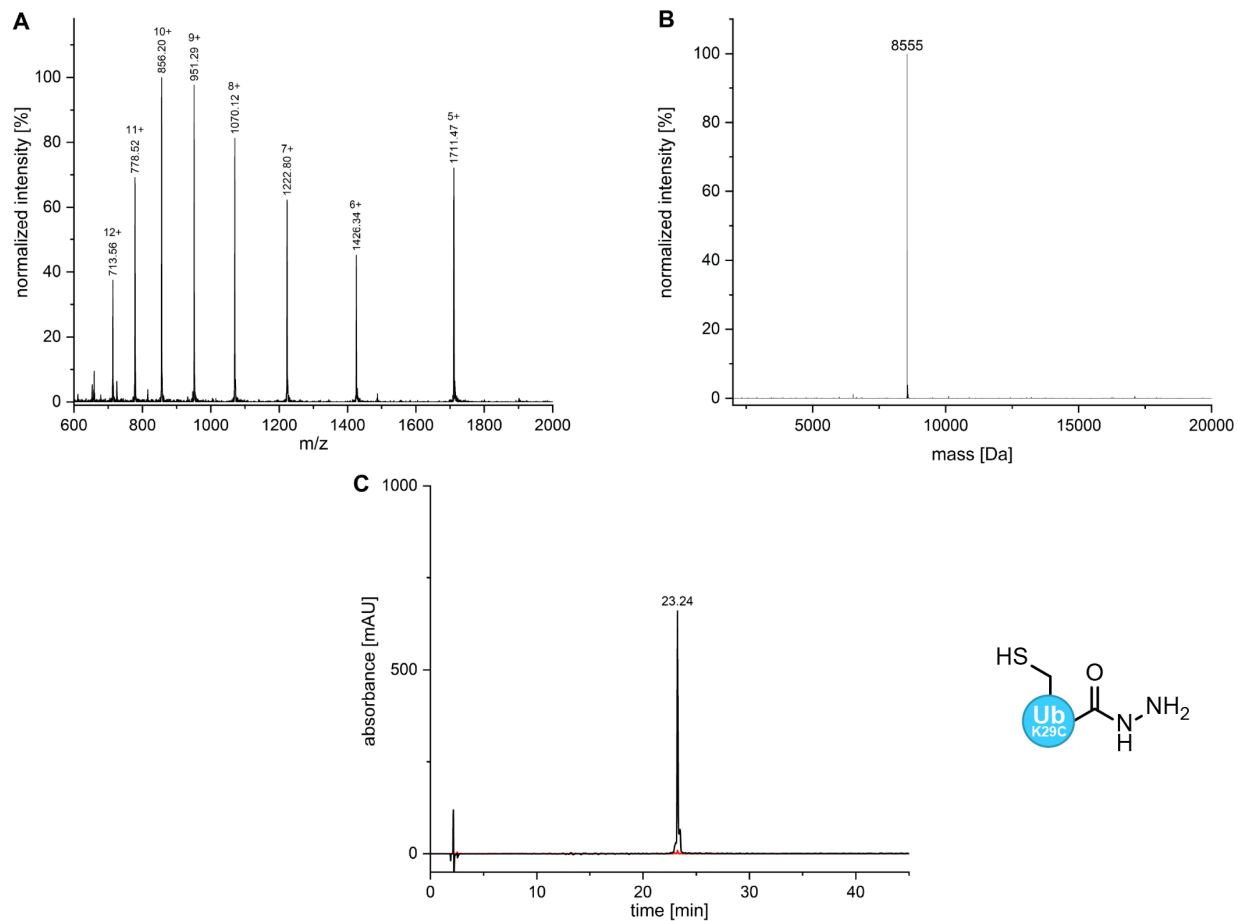 A
normalized intensity [%]
100
80
60
40
20
0
12+
713.56
11+
778.52
10+
856.20
9+
951.29
8+
1070.12
7+
1222.80
6+
1426.34
5+
1711.47
600 800 1000 1200 1400 1600 1800 2000
m/z
B
normalized intensity [%]
100
80
60
40
20
0
8555
5000 10000 15000 20000
mass [Da]
C
absorbance [mAU]
1000
500
0
23.24
0 10 20 30 40
time [min]
HS
O
Ub
K29C
N
H
NH2